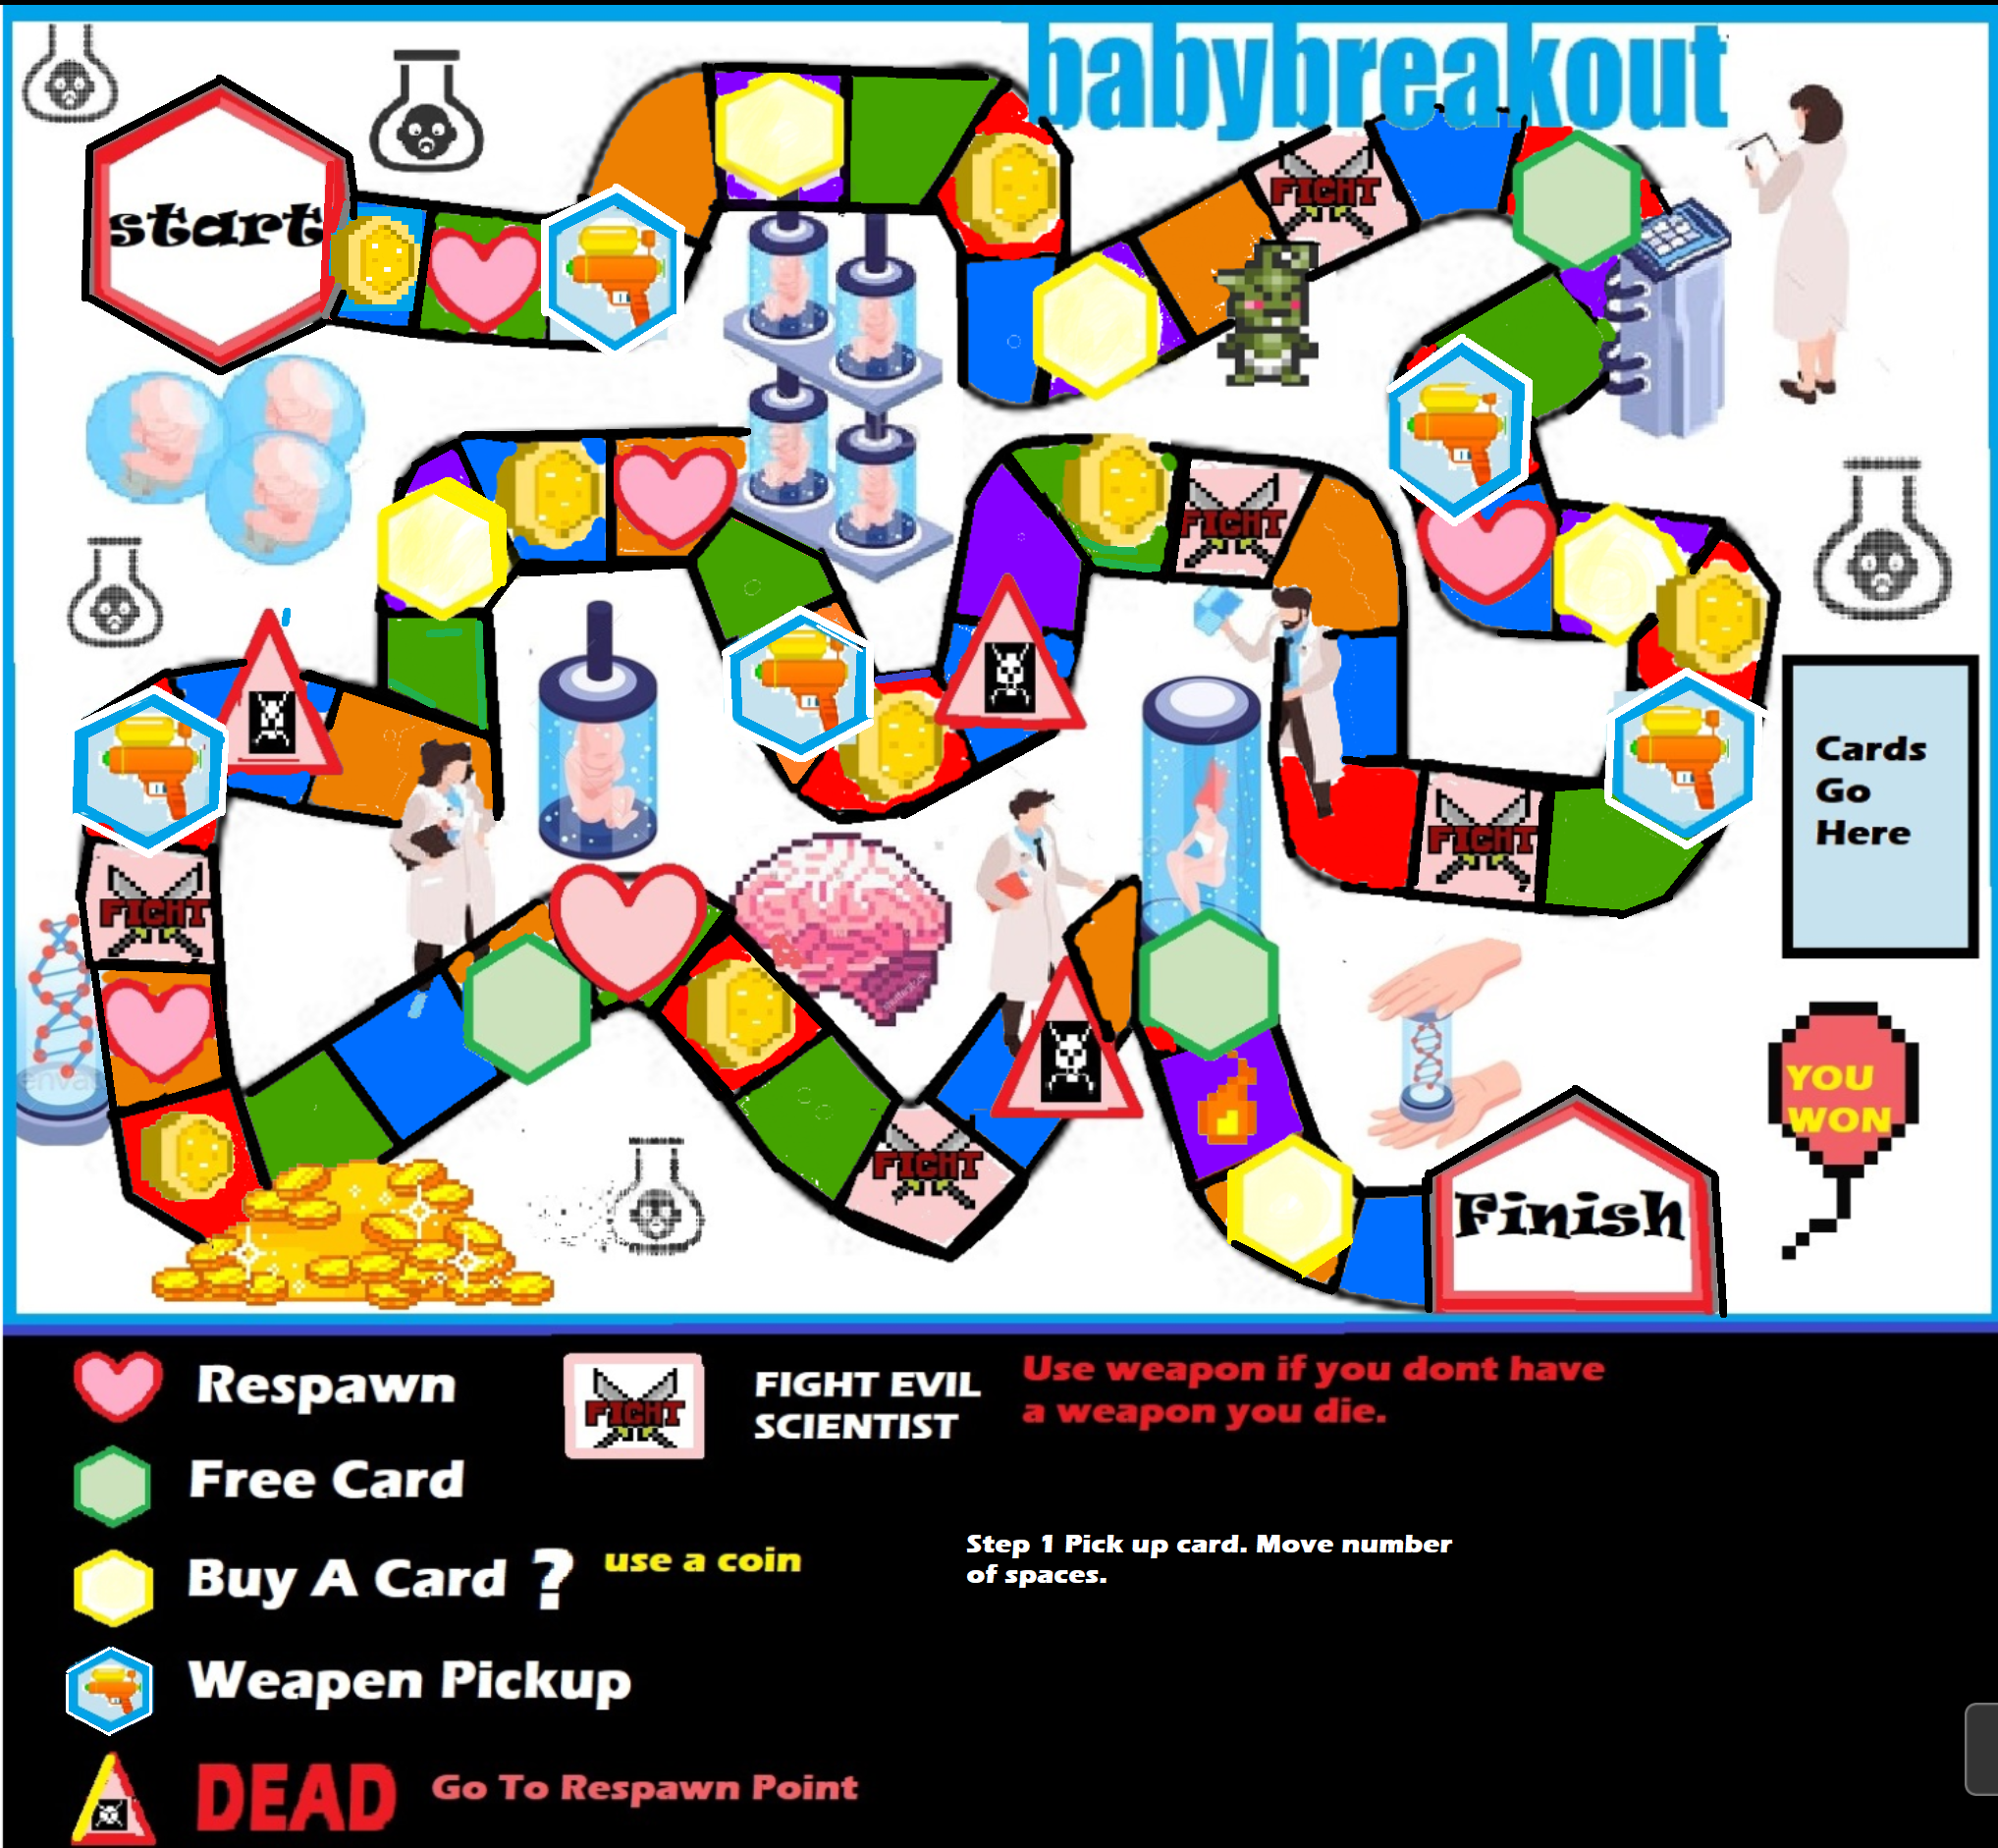 babybreakout
start
FIGHT
FIGHT
FIGHT
Cards
Go
Here
FIGHT
FIGHT
YOU
WON
FIGHT
Finish
Respawn
FIGHT
FIGHT EVIL
SCIENTIST
Use weapon if you dont have
a weapon you die.
Free Card
Buy A Card ?
use a coin
Step 1 Pick up card. Move number
of spaces.
Weapen Pickup
DEAD
Go To Respawn Point